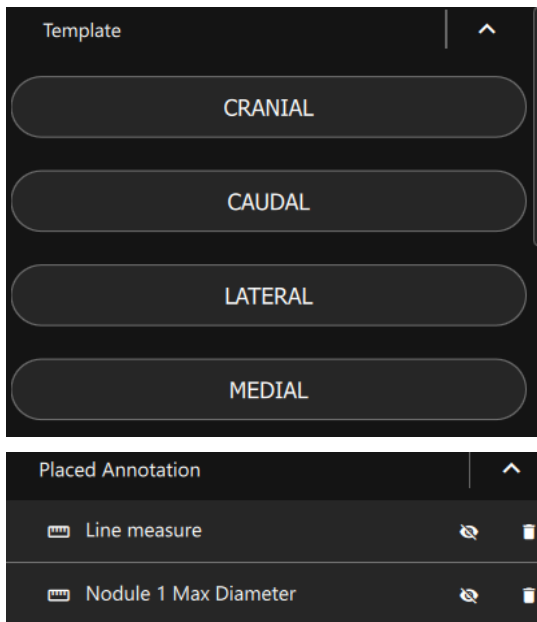 Template
CRANIAL
CAUDAL
LATERAL
MEDIAL
Placed Annotation
Line measure
Nodule 1 Max Diameter